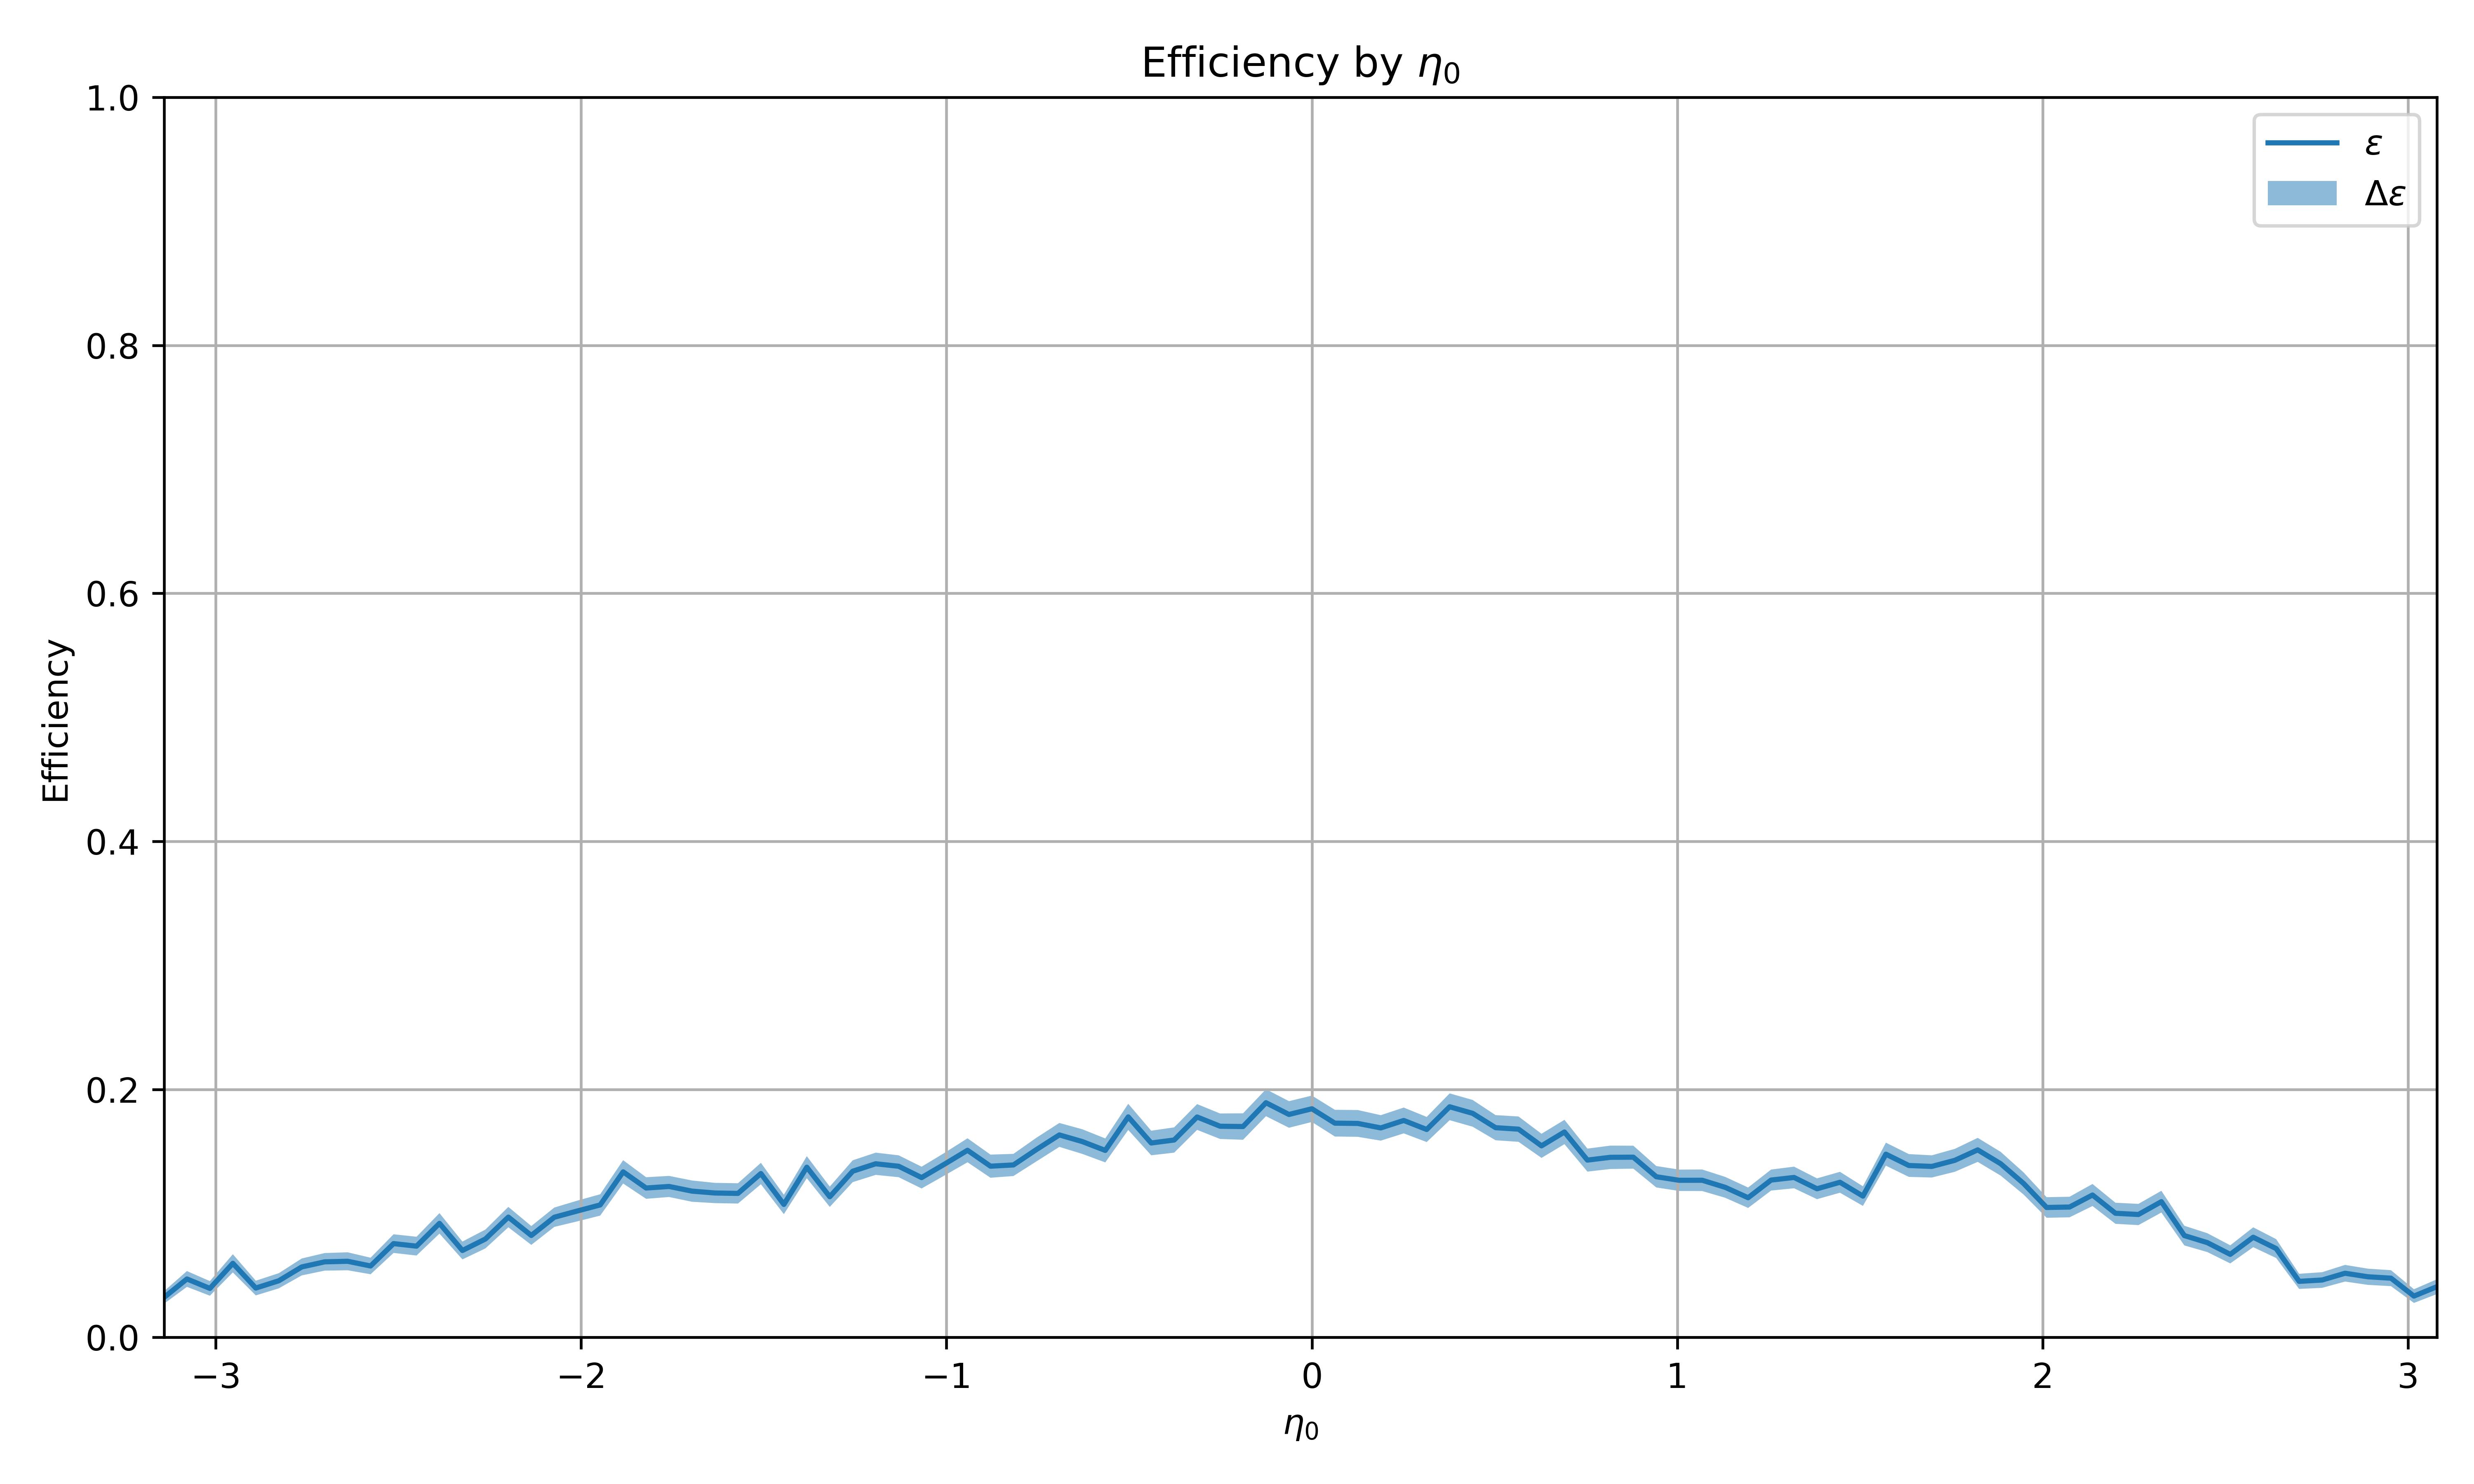 Efficiency by η₀
1.0
0.8
0.6
0.4
0.2
0.0
Efficiency
−3
−2
−1
0
1
2
3
η₀
ε
Δε